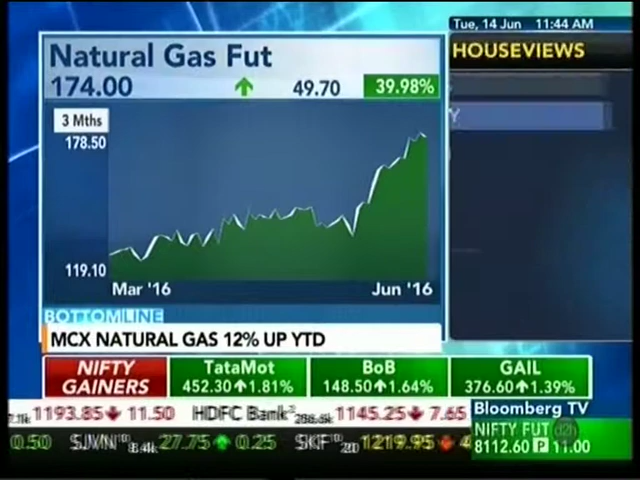 Tue, 14 Jun 11:44 AM
Natural Gas Fut
174.00 ↑ 49.70 39.98%
HOUSEVIEWS
3 Mths
178.50
119.10
Mar '16 Jun '16
BOTTOMLINE
MCX NATURAL GAS 12% UP YTD
NIFTY GAINERS
TataMot
452.30↑1.81%
BoB
148.50↑1.64%
GAIL
376.60↑1.39%
1193.85↓ 11.50 HDFC Bank 1145.25↓ 7.65
0.50 SJVN 8.4k 27.75↑ 0.25 SKF 1219.95↓
Bloomberg TV
NIFTY FUT
d2h
8112.60 P 11.00